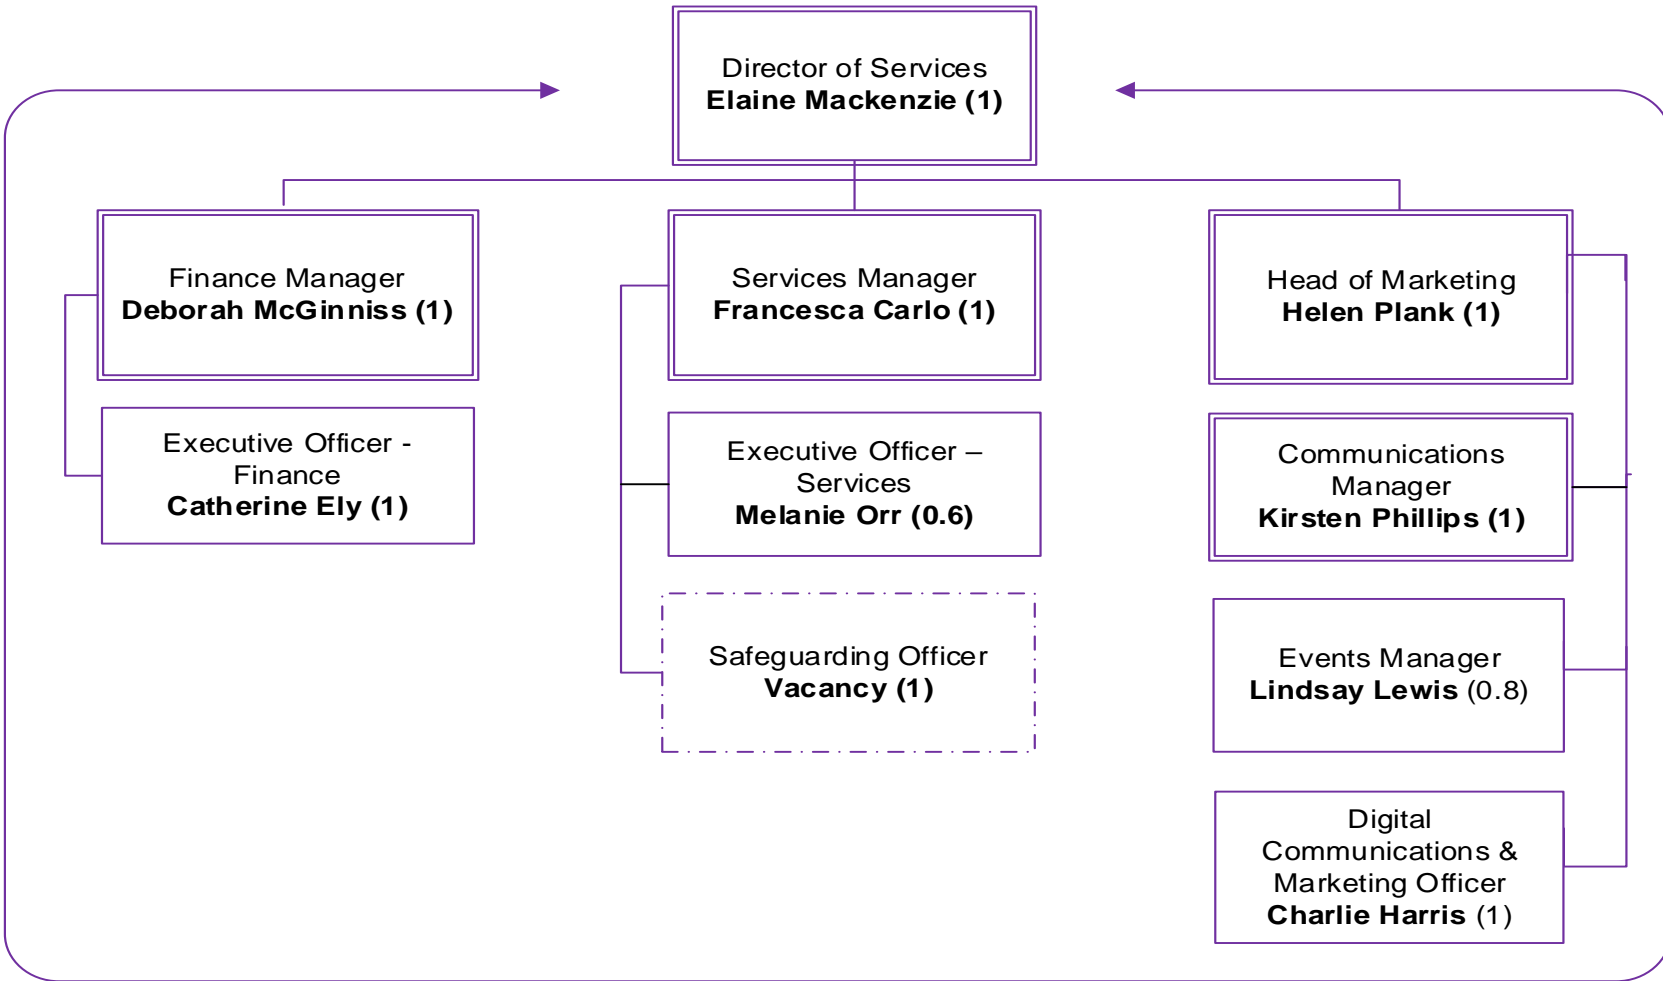 Director of Services
Elaine Mackenzie (1)
Finance Manager
Deborah McGinniss (1)
Services Manager
Francesca Carlo (1)
Head of Marketing
Helen Plank (1)
Executive Officer -
Finance
Catherine Ely (1)
Executive Officer –
Services
Melanie Orr (0.6)
Communications
Manager
Kirsten Phillips (1)
Safeguarding Officer
Vacancy (1)
Events Manager
Lindsay Lewis (0.8)
Digital
Communications &
Marketing Officer
Charlie Harris (1)